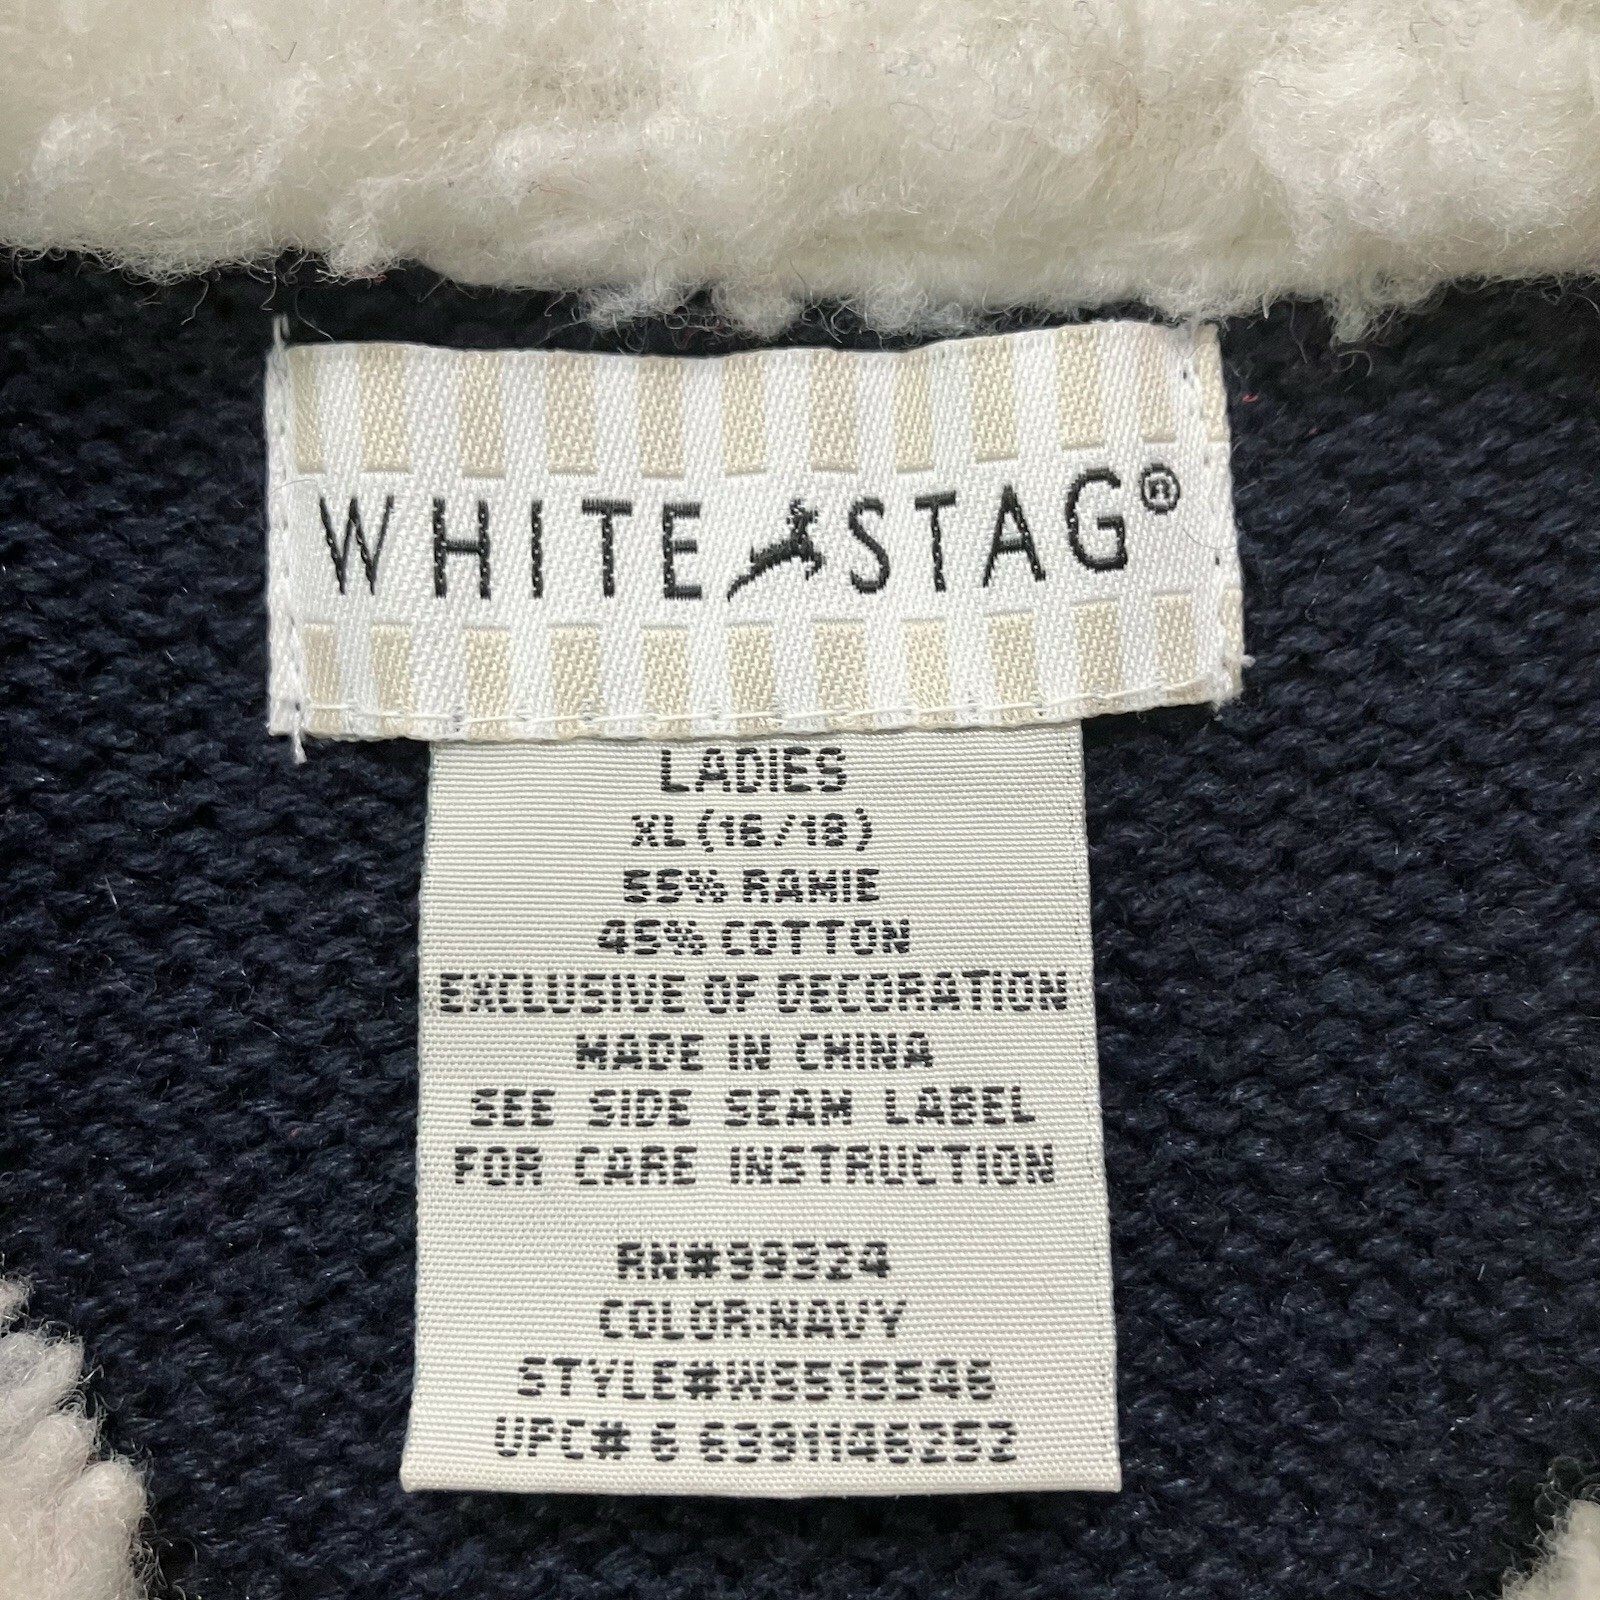 WHITE STAG®
LADIES
XL(16/18)
55% RAMIE
45% COTTON
EXCLUSIVE OF DECORATION
MADE IN CHINA
SEE SIDE SEAM LABEL
FOR CARE INSTRUCTION
RN#99324
COLOR:NAVY
STYLE#WS515546
UPC# 6 6391146252